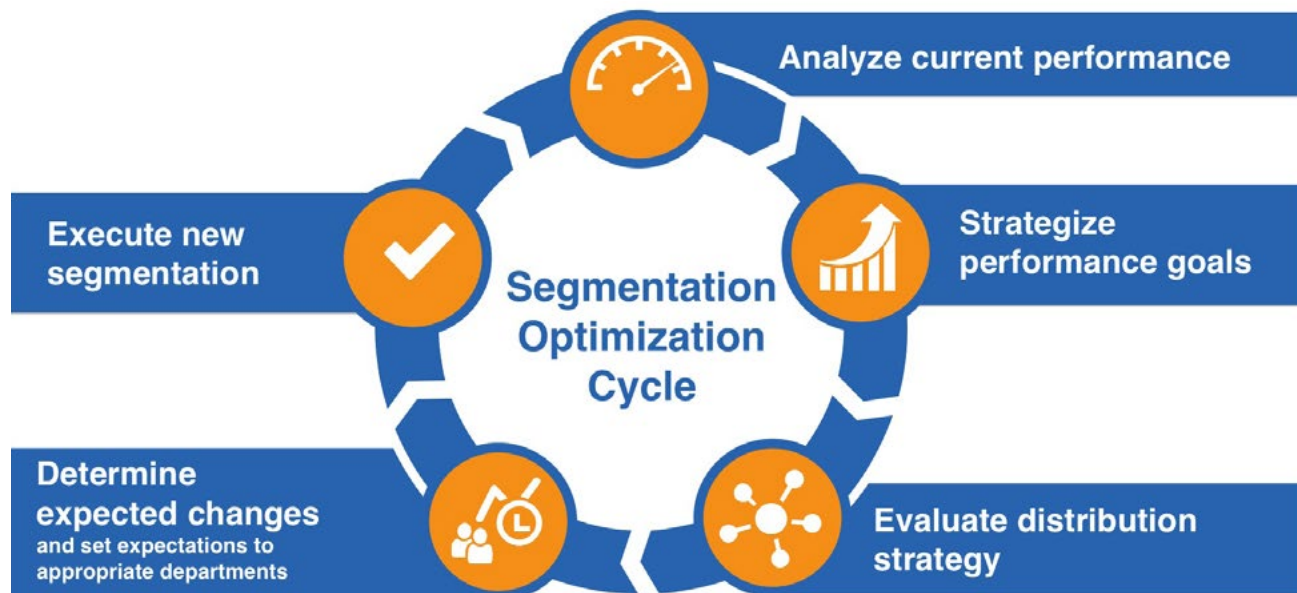 Analyze current performance
Strategize
performance goals
Evaluate distribution
strategy
Determine
expected changes
and set expectations to
appropriate departments
Execute new
segmentation
Segmentation
Optimization
Cycle